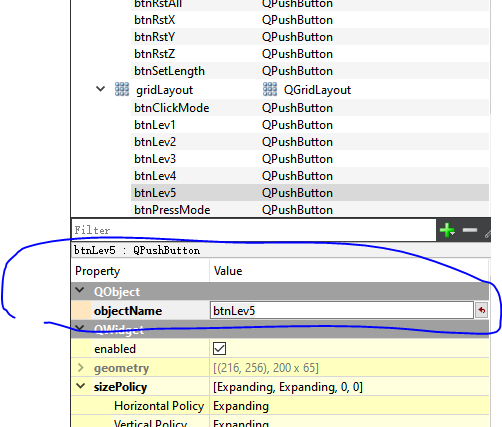 btnRstAll QPushButton
btnRstX QPushButton
btnRstY QPushButton
btnRstZ QPushButton
btnSetLength QPushButton
gridLayout QGridLayout
btnClickMode QPushButton
btnLev1 QPushButton
btnLev2 QPushButton
btnLev3 QPushButton
btnLev4 QPushButton
btnLev5 QPushButton
btnPressMode QPushButton
Filter
btnLev5 : QPushButton
Property Value
QObject
objectName btnLev5
QWidget
enabled
geometry [(216, 256), 200 x 65]
sizePolicy [Expanding, Expanding, 0, 0]
Horizontal Policy Expanding
Vertical Policy Expanding